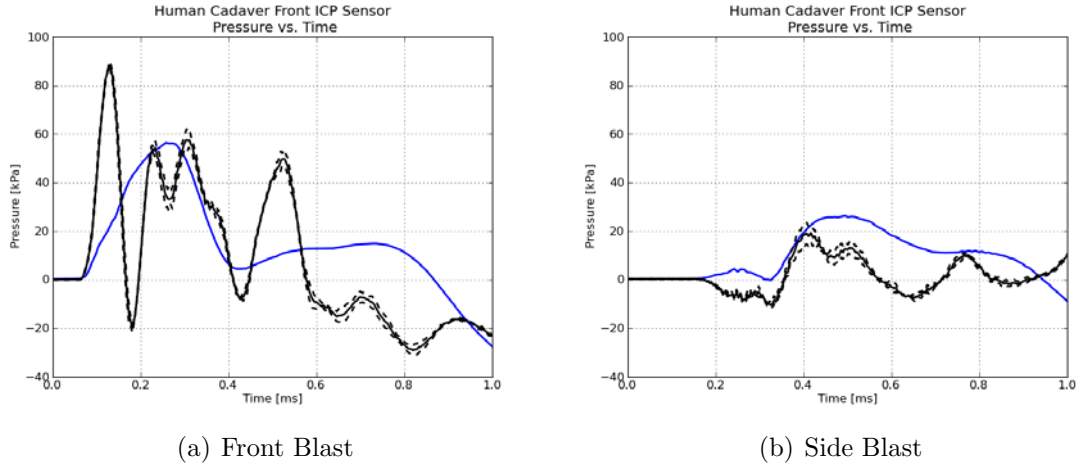 Human Cadaver Front ICP Sensor
Pressure vs. Time
100
80
60
40
20
0
−20
−40
Pressure [kPa]
0.0 0.2 0.4 0.6 0.8 1.0
Time [ms]
(a) Front Blast
Human Cadaver Front ICP Sensor
Pressure vs. Time
100
80
60
40
20
0
−20
−40
Pressure [kPa]
0.0 0.2 0.4 0.6 0.8 1.0
Time [ms]
(b) Side Blast